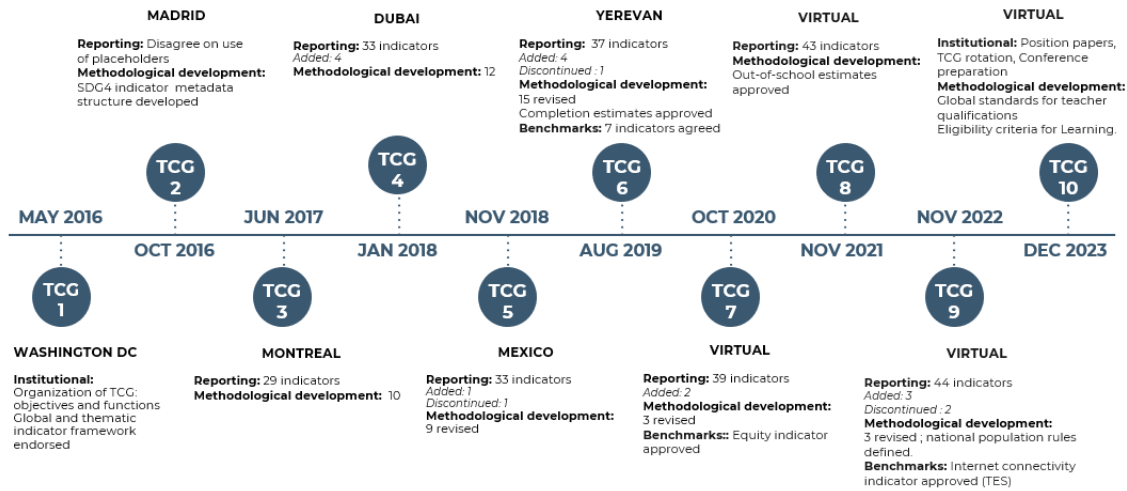 MADRID
Reporting: Disagree on use
of placeholders
Methodological development:
SDG4 indicator metadata
structure developed
DUBAI
Reporting: 33 indicators
Added: 4
Methodological development: 12
YEREVAN
Reporting: 37 indicators
Added: 4
Discontinued : 1
Methodological development:
15 revised
Completion estimates approved
Benchmarks: 7 indicators agreed
VIRTUAL
Reporting: 43 indicators
Methodological development:
Out-of-school estimates
approved
VIRTUAL
Institutional: Position papers,
TCG rotation, Conference
preparation
Methodological development:
Global standards for teacher
qualifications
Eligibility criteria for Learning.
TCG
2
TCG
4
TCG
6
TCG
8
TCG
10
MAY 2016
JUN 2017
NOV 2018
OCT 2020
NOV 2022
OCT 2016
JAN 2018
AUG 2019
NOV 2021
DEC 2023
TCG
1
TCG
3
TCG
5
TCG
7
TCG
9
WASHINGTON DC
Institutional:
Organization of TCG:
objectives and functions
Global and thematic
indicator framework
endorsed
MONTREAL
Reporting: 29 indicators
Methodological development: 10
MEXICO
Reporting: 33 indicators
Added: 1
Discontinued: 1
Methodological development:
9 revised
VIRTUAL
Reporting: 39 indicators
Added: 2
Methodological development:
3 revised
Benchmarks:: Equity indicator
approved
VIRTUAL
Reporting: 44 indicators
Added: 3
Discontinued : 2
Methodological development:
3 revised ; national population rules
defined.
Benchmarks: Internet connectivity
indicator approved (TES)